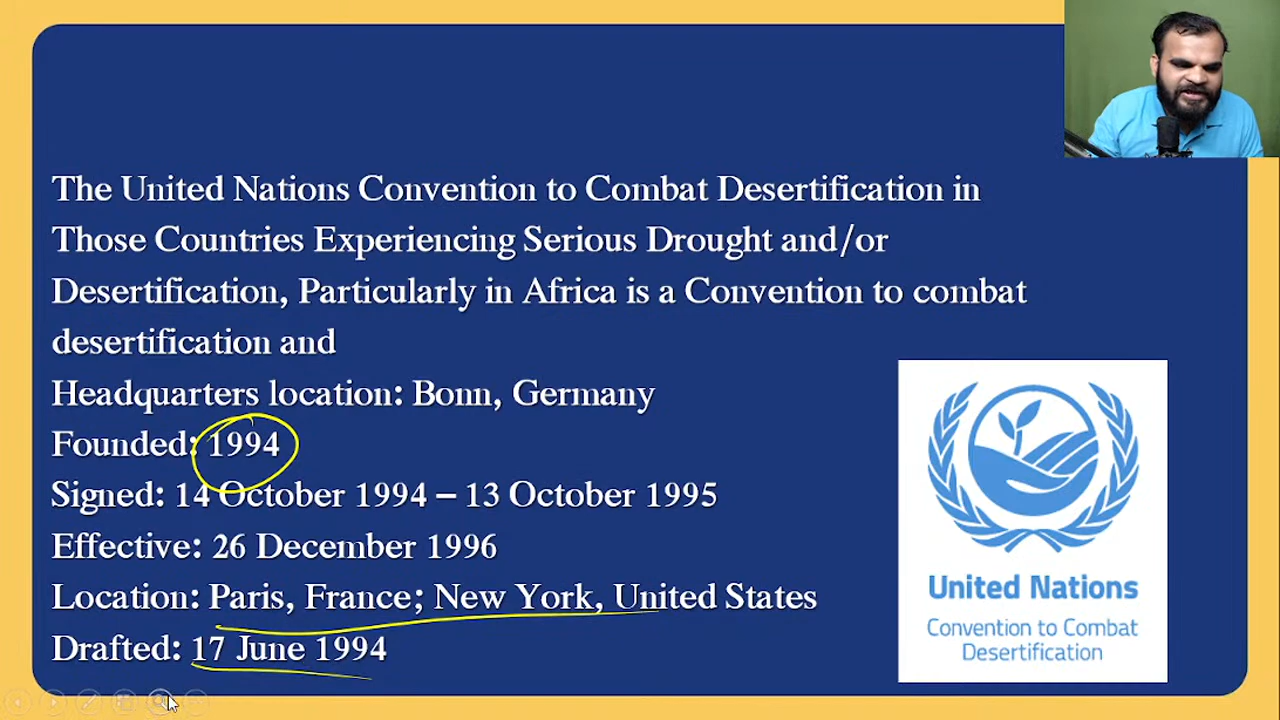 The United Nations Convention to Combat Desertification in
Those Countries Experiencing Serious Drought and/or
Desertification, Particularly in Africa is a Convention to combat
desertification and
Headquarters location: Bonn, Germany
Founded: 1994
Signed: 14 October 1994 – 13 October 1995
Effective: 26 December 1996
Location: Paris, France; New York, United States
Drafted: 17 June 1994
United Nations
Convention to Combat
Desertification